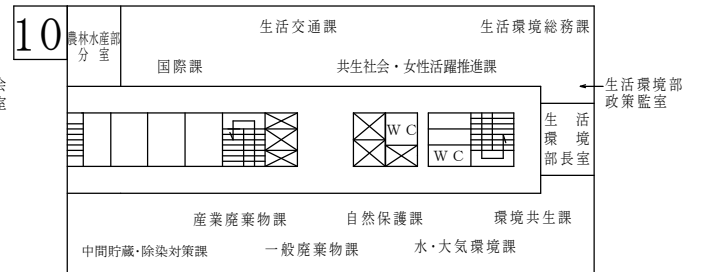 10
農林水産部
分室
生活交通課
生活環境総務課
国際課
共生社会・女性活躍推進課
会
室
生活環境部
政策監室
生活
環境
部長室
WC
WC
産業廃棄物課
自然保護課
環境共生課
中間貯蔵・除染対策課
一般廃棄物課
水・大気環境課